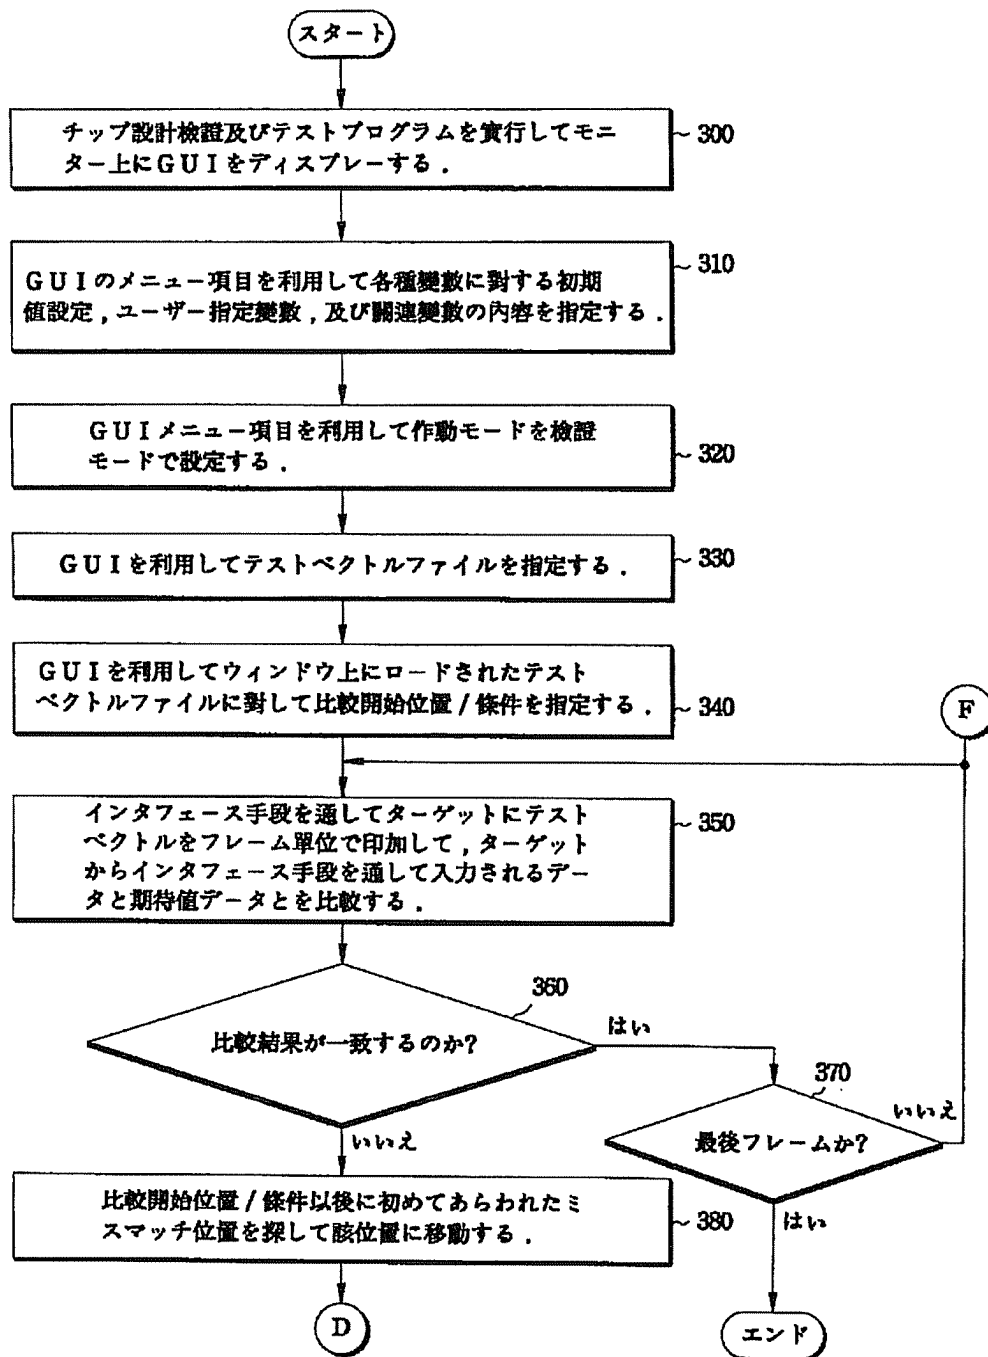 スタート
チップ設計檢證及びテストプログラムを實行してモニ
ター上にGUIをディスプレーする.
300
GUIのメニュー項目を利用して各種變數に對する初期
値設定,ユーザー指定變數,及び關連變數の內容を指定する.
310
GUIメニュー項目を利用して作動モードを檢證
モードで設定する.
320
GUIを利用してテストベクトルファイルを指定する.
330
GUIを利用してウィンドウ上にロードされたテスト
ベクトルファイルに對して比較開始位置/條件を指定する.
340
F
インタフェース手段を通してターゲットにテスト
ベクトルをフレーム單位で印加して,ターゲット
からインタフェース手段を通して入力されるデー
タと期待値データとを比較する.
350
比較結果が一致するのか?
360
はい
いいえ
最後フレームか?
370
いいえ
はい
比較開始位置/條件以後に初めてあらわれたミ
スマッチ位置を探して該位置に移動する.
380
D
エンド